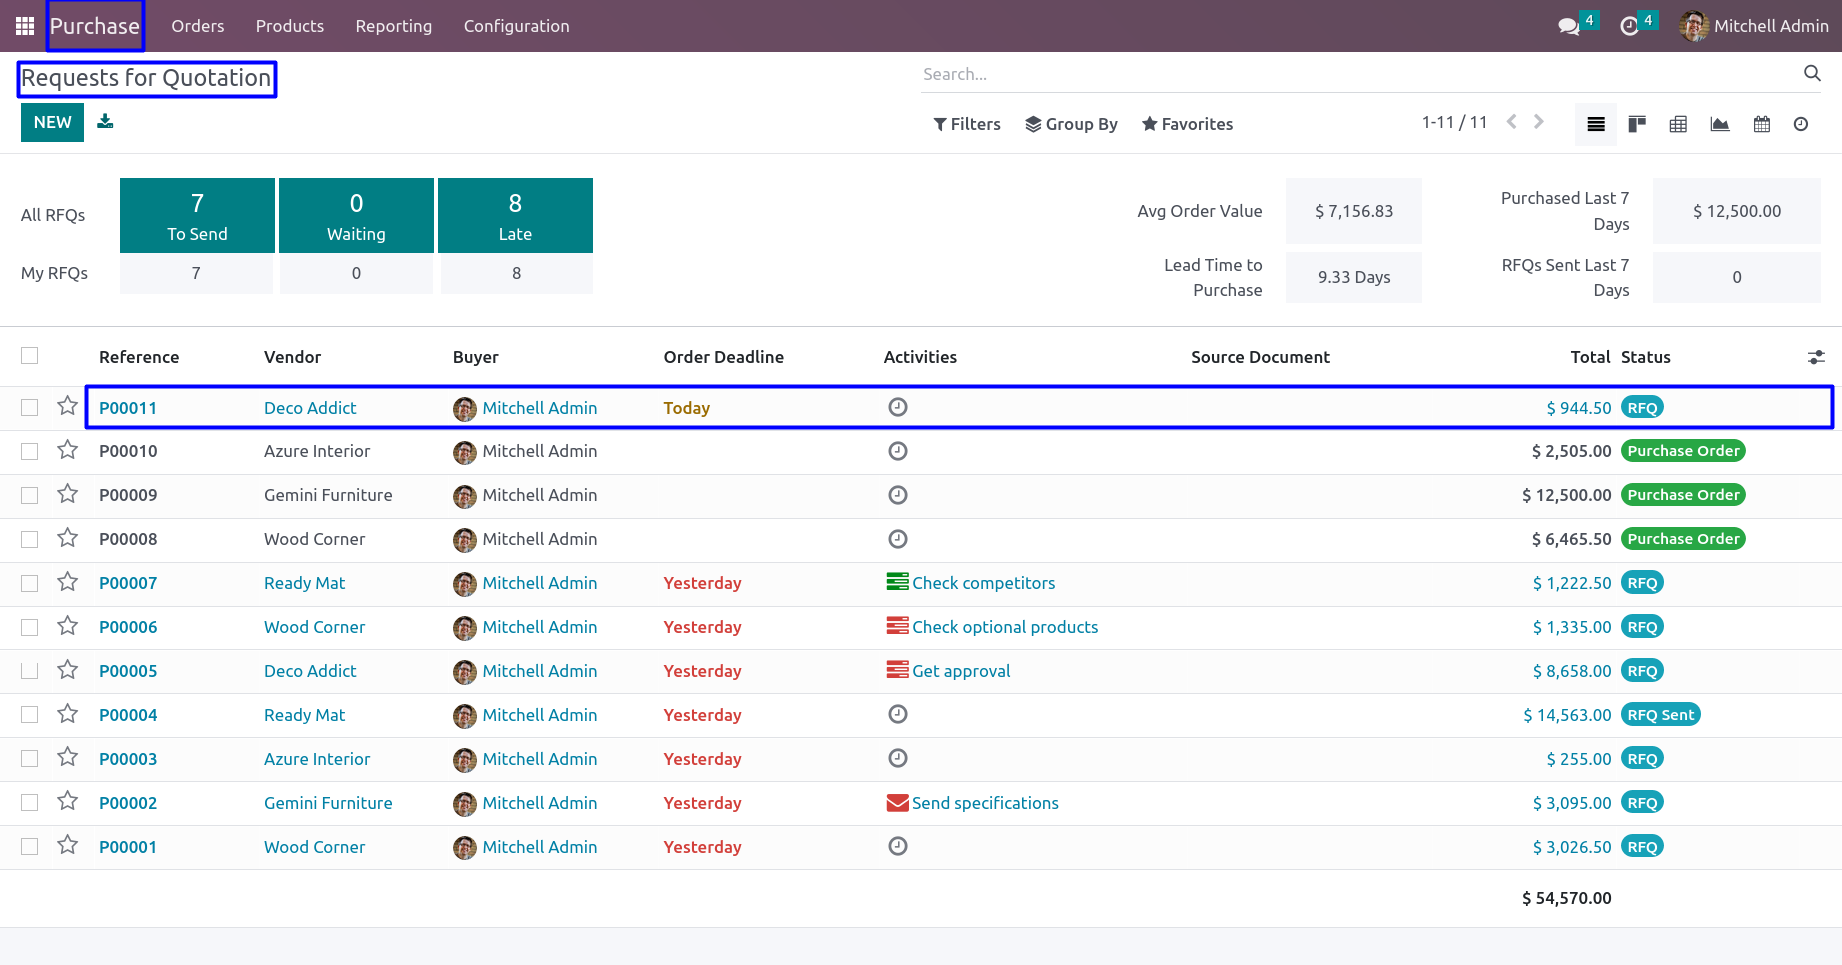 Purchase Orders Products Reporting Configuration 4 4 Mitchell Admin
Requests for Quotation
Search...
NEW
Filters Group By Favorites 1-11 / 11
All RFQs
7
To Send
0
Waiting
8
Late
My RFQs 7 0 8
Avg Order Value $ 7,156.83
Purchased Last 7
Days
$ 12,500.00
Lead Time to
Purchase
9.33 Days
RFQs Sent Last 7
Days
0
Reference Vendor Buyer Order Deadline Activities Source Document Total Status
P00011 Deco Addict Mitchell Admin Today $ 944.50 RFQ
P00010 Azure Interior Mitchell Admin $ 2,505.00 Purchase Order
P00009 Gemini Furniture Mitchell Admin $ 12,500.00 Purchase Order
P00008 Wood Corner Mitchell Admin $ 6,465.50 Purchase Order
P00007 Ready Mat Mitchell Admin Yesterday Check competitors $ 1,222.50 RFQ
P00006 Wood Corner Mitchell Admin Yesterday Check optional products $ 1,335.00 RFQ
P00005 Deco Addict Mitchell Admin Yesterday Get approval $ 8,658.00 RFQ
P00004 Ready Mat Mitchell Admin Yesterday $ 14,563.00 RFQ Sent
P00003 Azure Interior Mitchell Admin Yesterday $ 255.00 RFQ
P00002 Gemini Furniture Mitchell Admin Yesterday Send specifications $ 3,095.00 RFQ
P00001 Wood Corner Mitchell Admin Yesterday $ 3,026.50 RFQ
$ 54,570.00